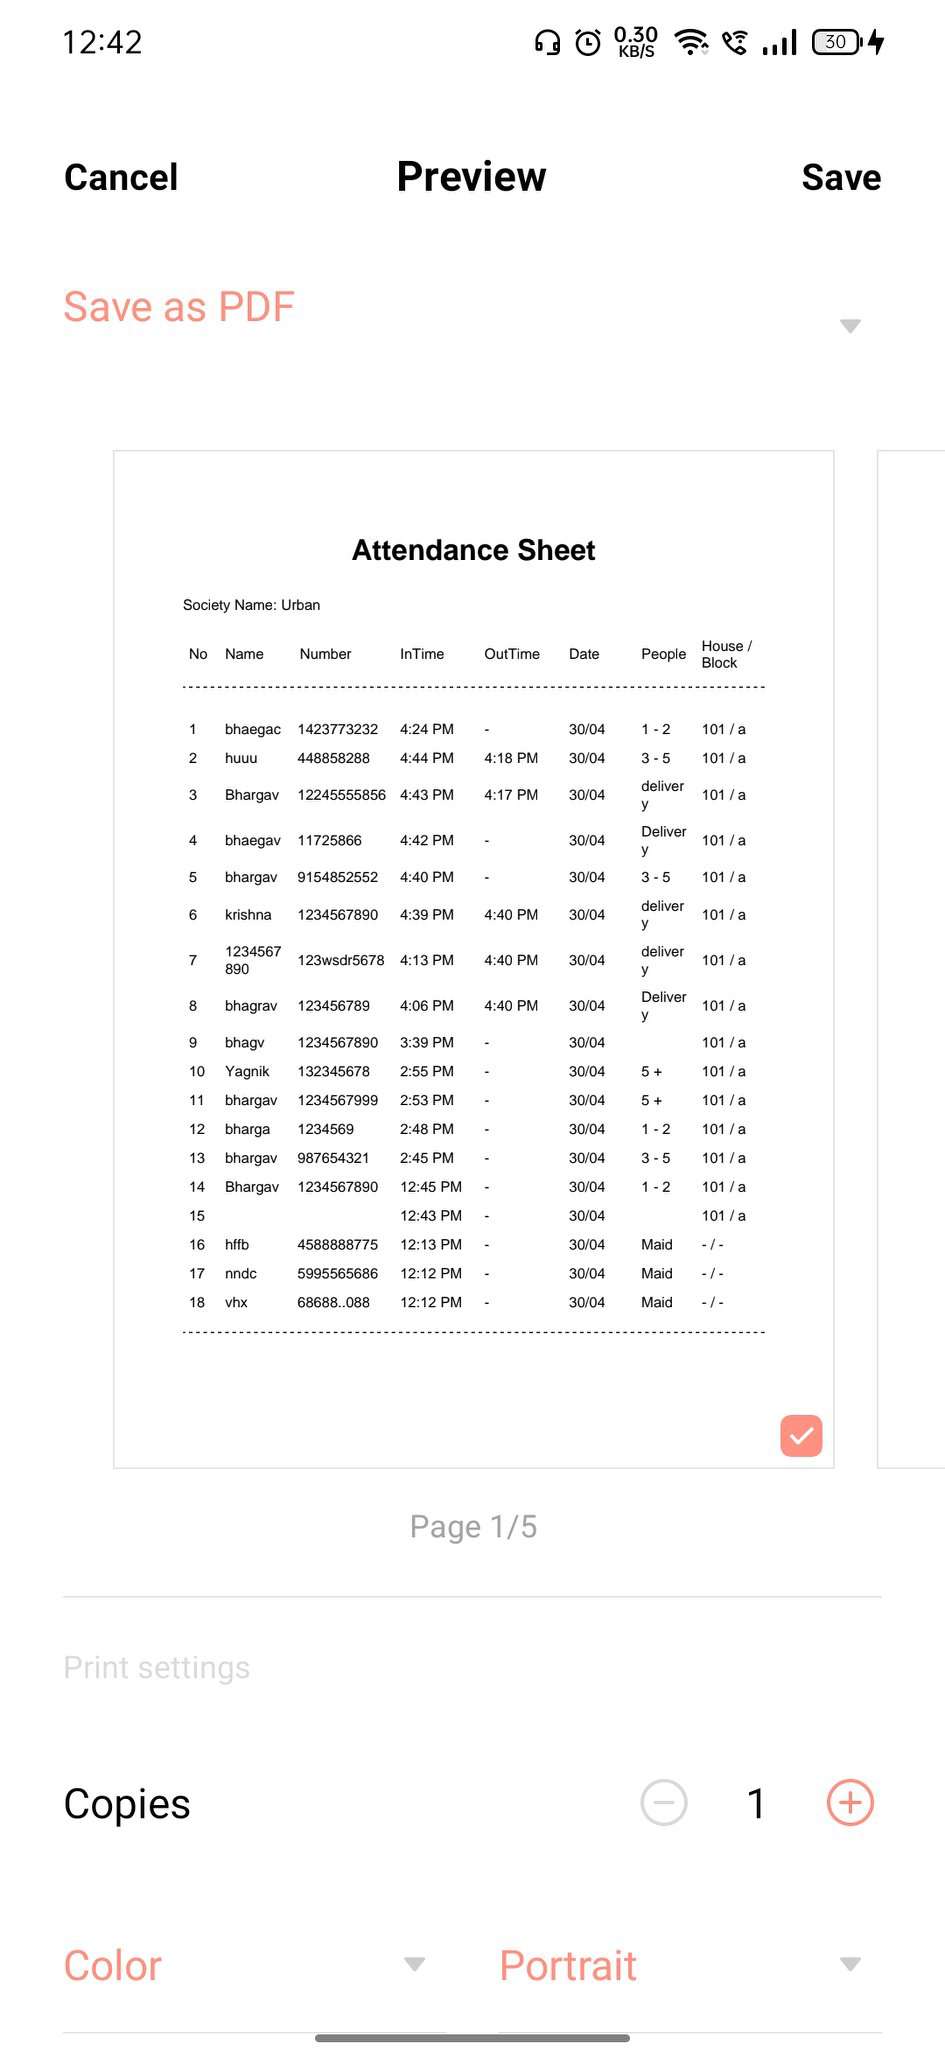 12:42 0.30 KB/S 30
Cancel Preview Save
Save as PDF
Attendance Sheet
Society Name: Urban
No Name Number InTime OutTime Date People House / Block
1 bhaegac 1423773232 4:24 PM - 30/04 1 - 2 101 / a
2 huuu 448858288 4:44 PM 4:18 PM 30/04 3 - 5 101 / a
3 Bhargav 12245555856 4:43 PM 4:17 PM 30/04 deliver y 101 / a
4 bhaegav 11725866 4:42 PM - 30/04 Deliver y 101 / a
5 bhargav 9154852552 4:40 PM - 30/04 3 - 5 101 / a
6 krishna 1234567890 4:39 PM 4:40 PM 30/04 deliver y 101 / a
7 1234567 890 123wsdr5678 4:13 PM 4:40 PM 30/04 deliver y 101 / a
8 bhagrav 123456789 4:06 PM 4:40 PM 30/04 Deliver y 101 / a
9 bhagv 1234567890 3:39 PM - 30/04 101 / a
10 Yagnik 132345678 2:55 PM - 30/04 5 + 101 / a
11 bhargav 1234567999 2:53 PM - 30/04 5 + 101 / a
12 bharga 1234569 2:48 PM - 30/04 1 - 2 101 / a
13 bhargav 987654321 2:45 PM - 30/04 3 - 5 101 / a
14 Bhargav 1234567890 12:45 PM - 30/04 1 - 2 101 / a
15 12:43 PM - 30/04 101 / a
16 hffb 4588888775 12:13 PM - 30/04 Maid - / -
17 nndc 5995565686 12:12 PM - 30/04 Maid - / -
18 vhx 68688..088 12:12 PM - 30/04 Maid - / -
Page 1/5
Print settings
Copies 1
Color Portrait